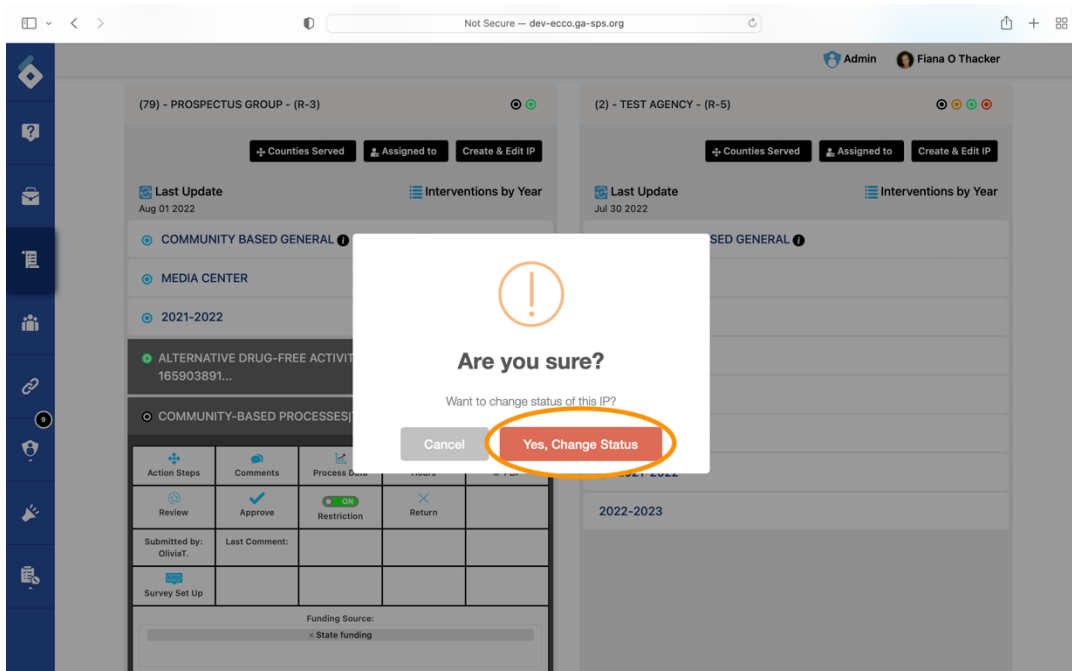 Not Secure — dev-ecco.ga-sps.org
Admin
Fiana O Thacker
(79) - PROSPECTUS GROUP - (R-3)
Counties Served
Assigned to
Create & Edit IP
Last Update
Aug 01 2022
Interventions by Year
COMMUNITY BASED GENERAL
MEDIA CENTER
2021-2022
ALTERNATIVE DRUG-FREE ACTIVIT
165903891...
COMMUNITY-BASED PROCESSES|
Action Steps
Comments
Process Data
Hours
Review
Approve
ON
Restriction
Return
Submitted by:
OliviaT.
Last Comment:
Survey Set Up
Funding Source:
× State funding
(2) - TEST AGENCY - (R-5)
Counties Served
Assigned to
Create & Edit IP
Last Update
Jul 30 2022
Interventions by Year
SED GENERAL
2021-2022
2022-2023
Are you sure?
Want to change status of this IP?
Cancel
Yes, Change Status
9